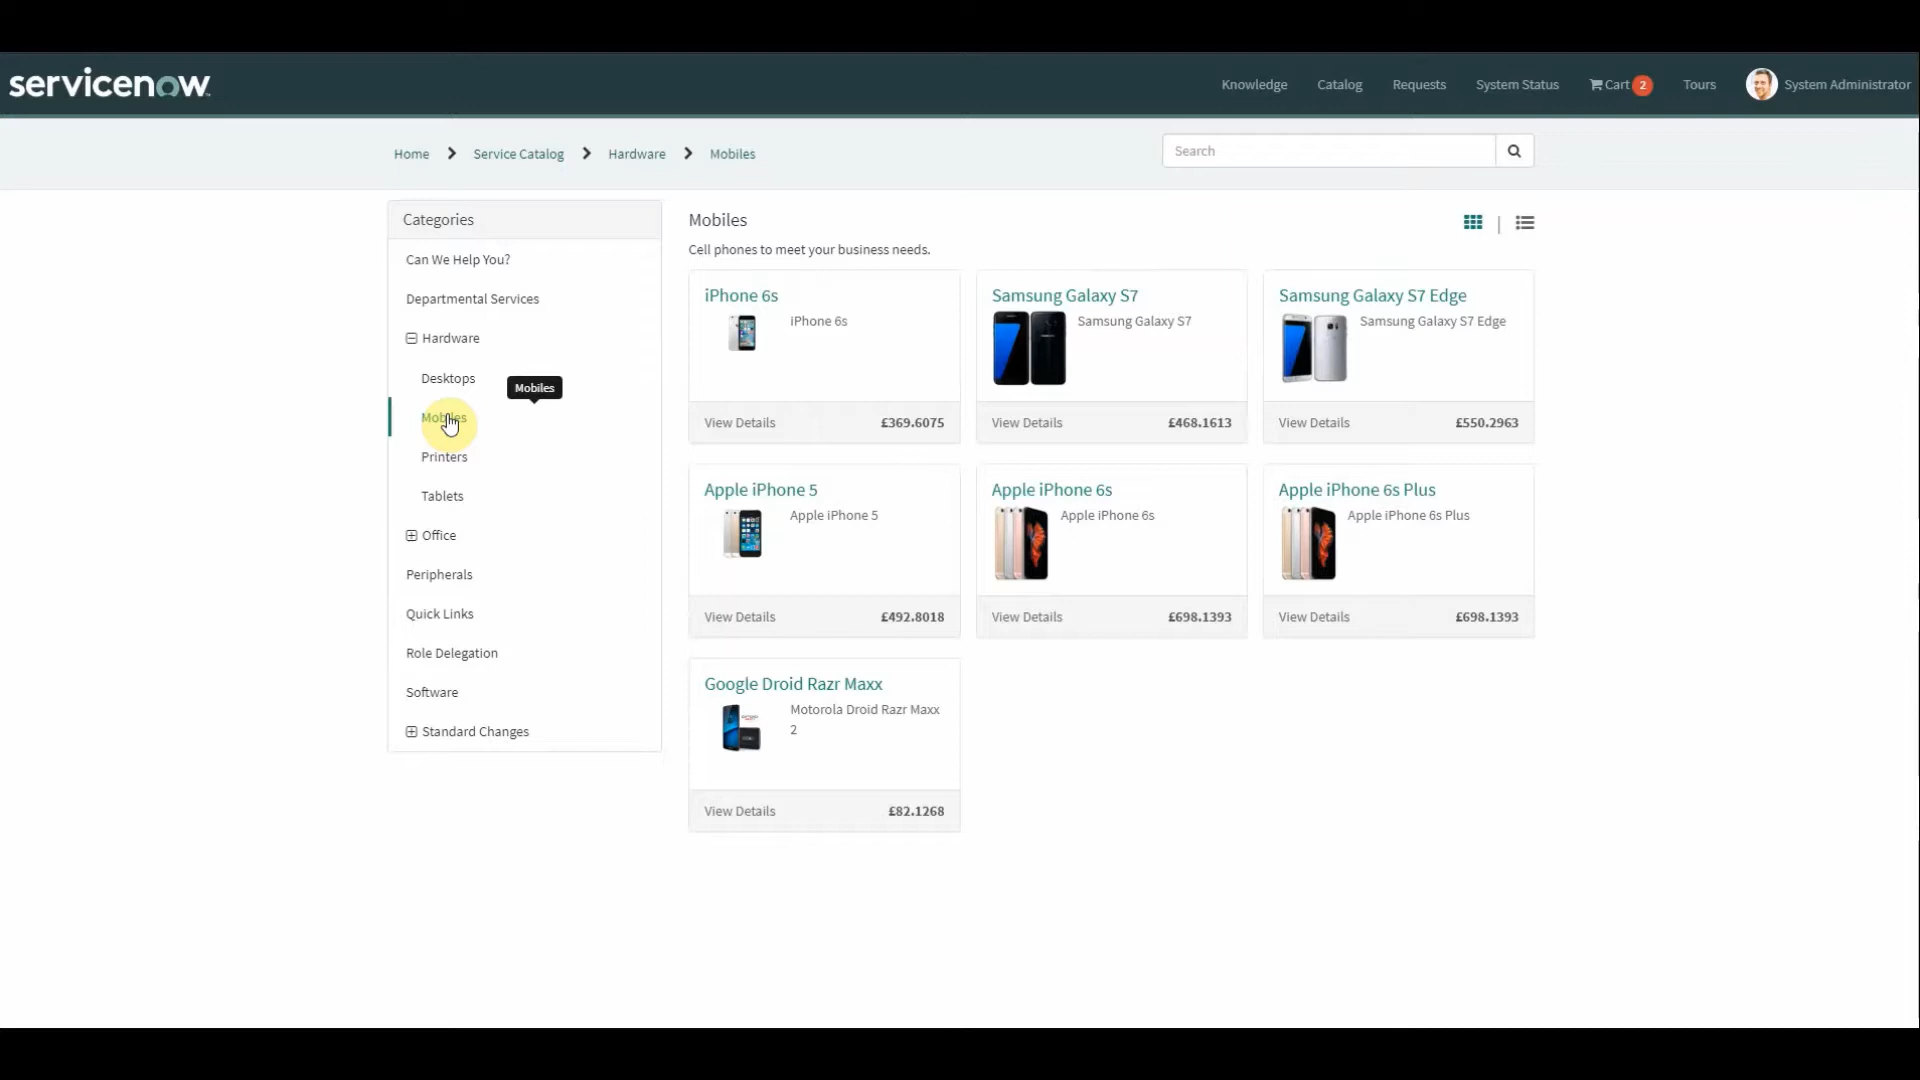 servicenow
Knowledge
Catalog
Requests
System Status
Cart 2
Tours
System Administrator
Home
Service Catalog
Hardware
Mobiles
Search
Categories
Can We Help You?
Departmental Services
Hardware
Desktops
Mobiles
Mobiles
Printers
Tablets
Office
Peripherals
Quick Links
Role Delegation
Software
Standard Changes
Mobiles
Cell phones to meet your business needs.
iPhone 6s
iPhone 6s
View Details £369.6075
Samsung Galaxy S7
Samsung Galaxy S7
View Details £468.1613
Samsung Galaxy S7 Edge
Samsung Galaxy S7 Edge
View Details £550.2963
Apple iPhone 5
Apple iPhone 5
View Details £492.8018
Apple iPhone 6s
Apple iPhone 6s
View Details £698.1393
Apple iPhone 6s Plus
Apple iPhone 6s Plus
View Details £698.1393
Google Droid Razr Maxx
Motorola Droid Razr Maxx
2
View Details £82.1268